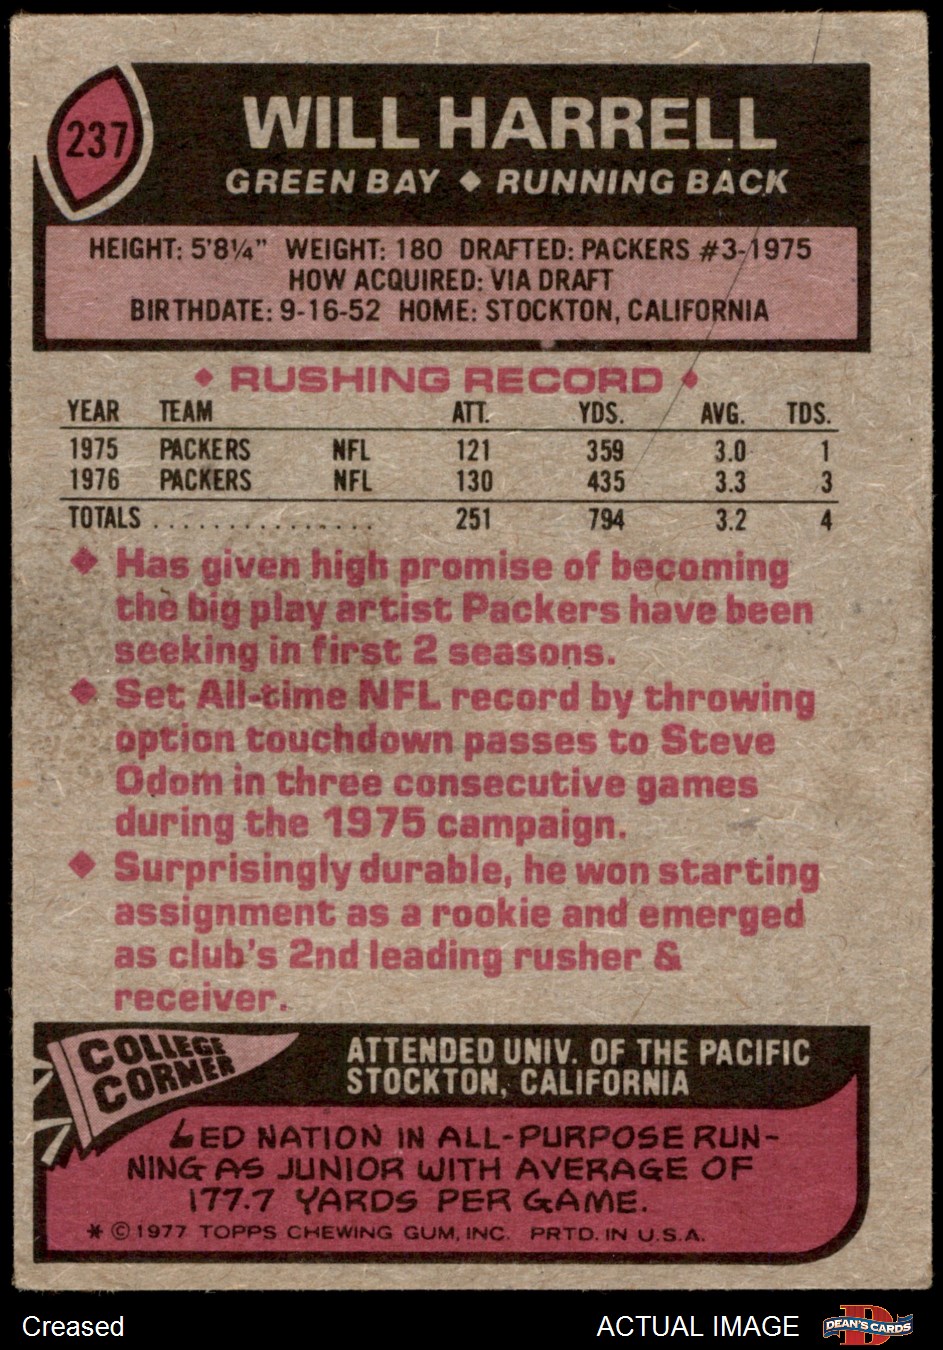 237
WILL HARRELL
GREEN BAY ◆ RUNNING BACK
HEIGHT: 5'8¼" WEIGHT: 180 DRAFTED: PACKERS #3-1975
HOW ACQUIRED: VIA DRAFT
BIRTHDATE: 9-16-52 HOME: STOCKTON, CALIFORNIA
◆ RUSHING RECORD ◆
YEAR TEAM ATT. YDS. AVG. TDS.
1975 PACKERS NFL 121 359 3.0 1
1976 PACKERS NFL 130 435 3.3 3
TOTALS . . . . . . . . . . . . . . . 251 794 3.2 4
◆ Has given high promise of becoming
the big play artist Packers have been
seeking in first 2 seasons.
◆ Set All-time NFL record by throwing
option touchdown passes to Steve
Odom in three consecutive games
during the 1975 campaign.
◆ Surprisingly durable, he won starting
assignment as a rookie and emerged
as club's 2nd leading rusher &
receiver.
COLLEGE
CORNER
ATTENDED UNIV. OF THE PACIFIC
STOCKTON, CALIFORNIA
LED NATION IN ALL-PURPOSE RUN-
NING AS JUNIOR WITH AVERAGE OF
177.7 YARDS PER GAME.
* © 1977 TOPPS CHEWING GUM, INC. PRTD. IN U.S.A.
Creased
ACTUAL IMAGE
D
DEAN'S CARDS